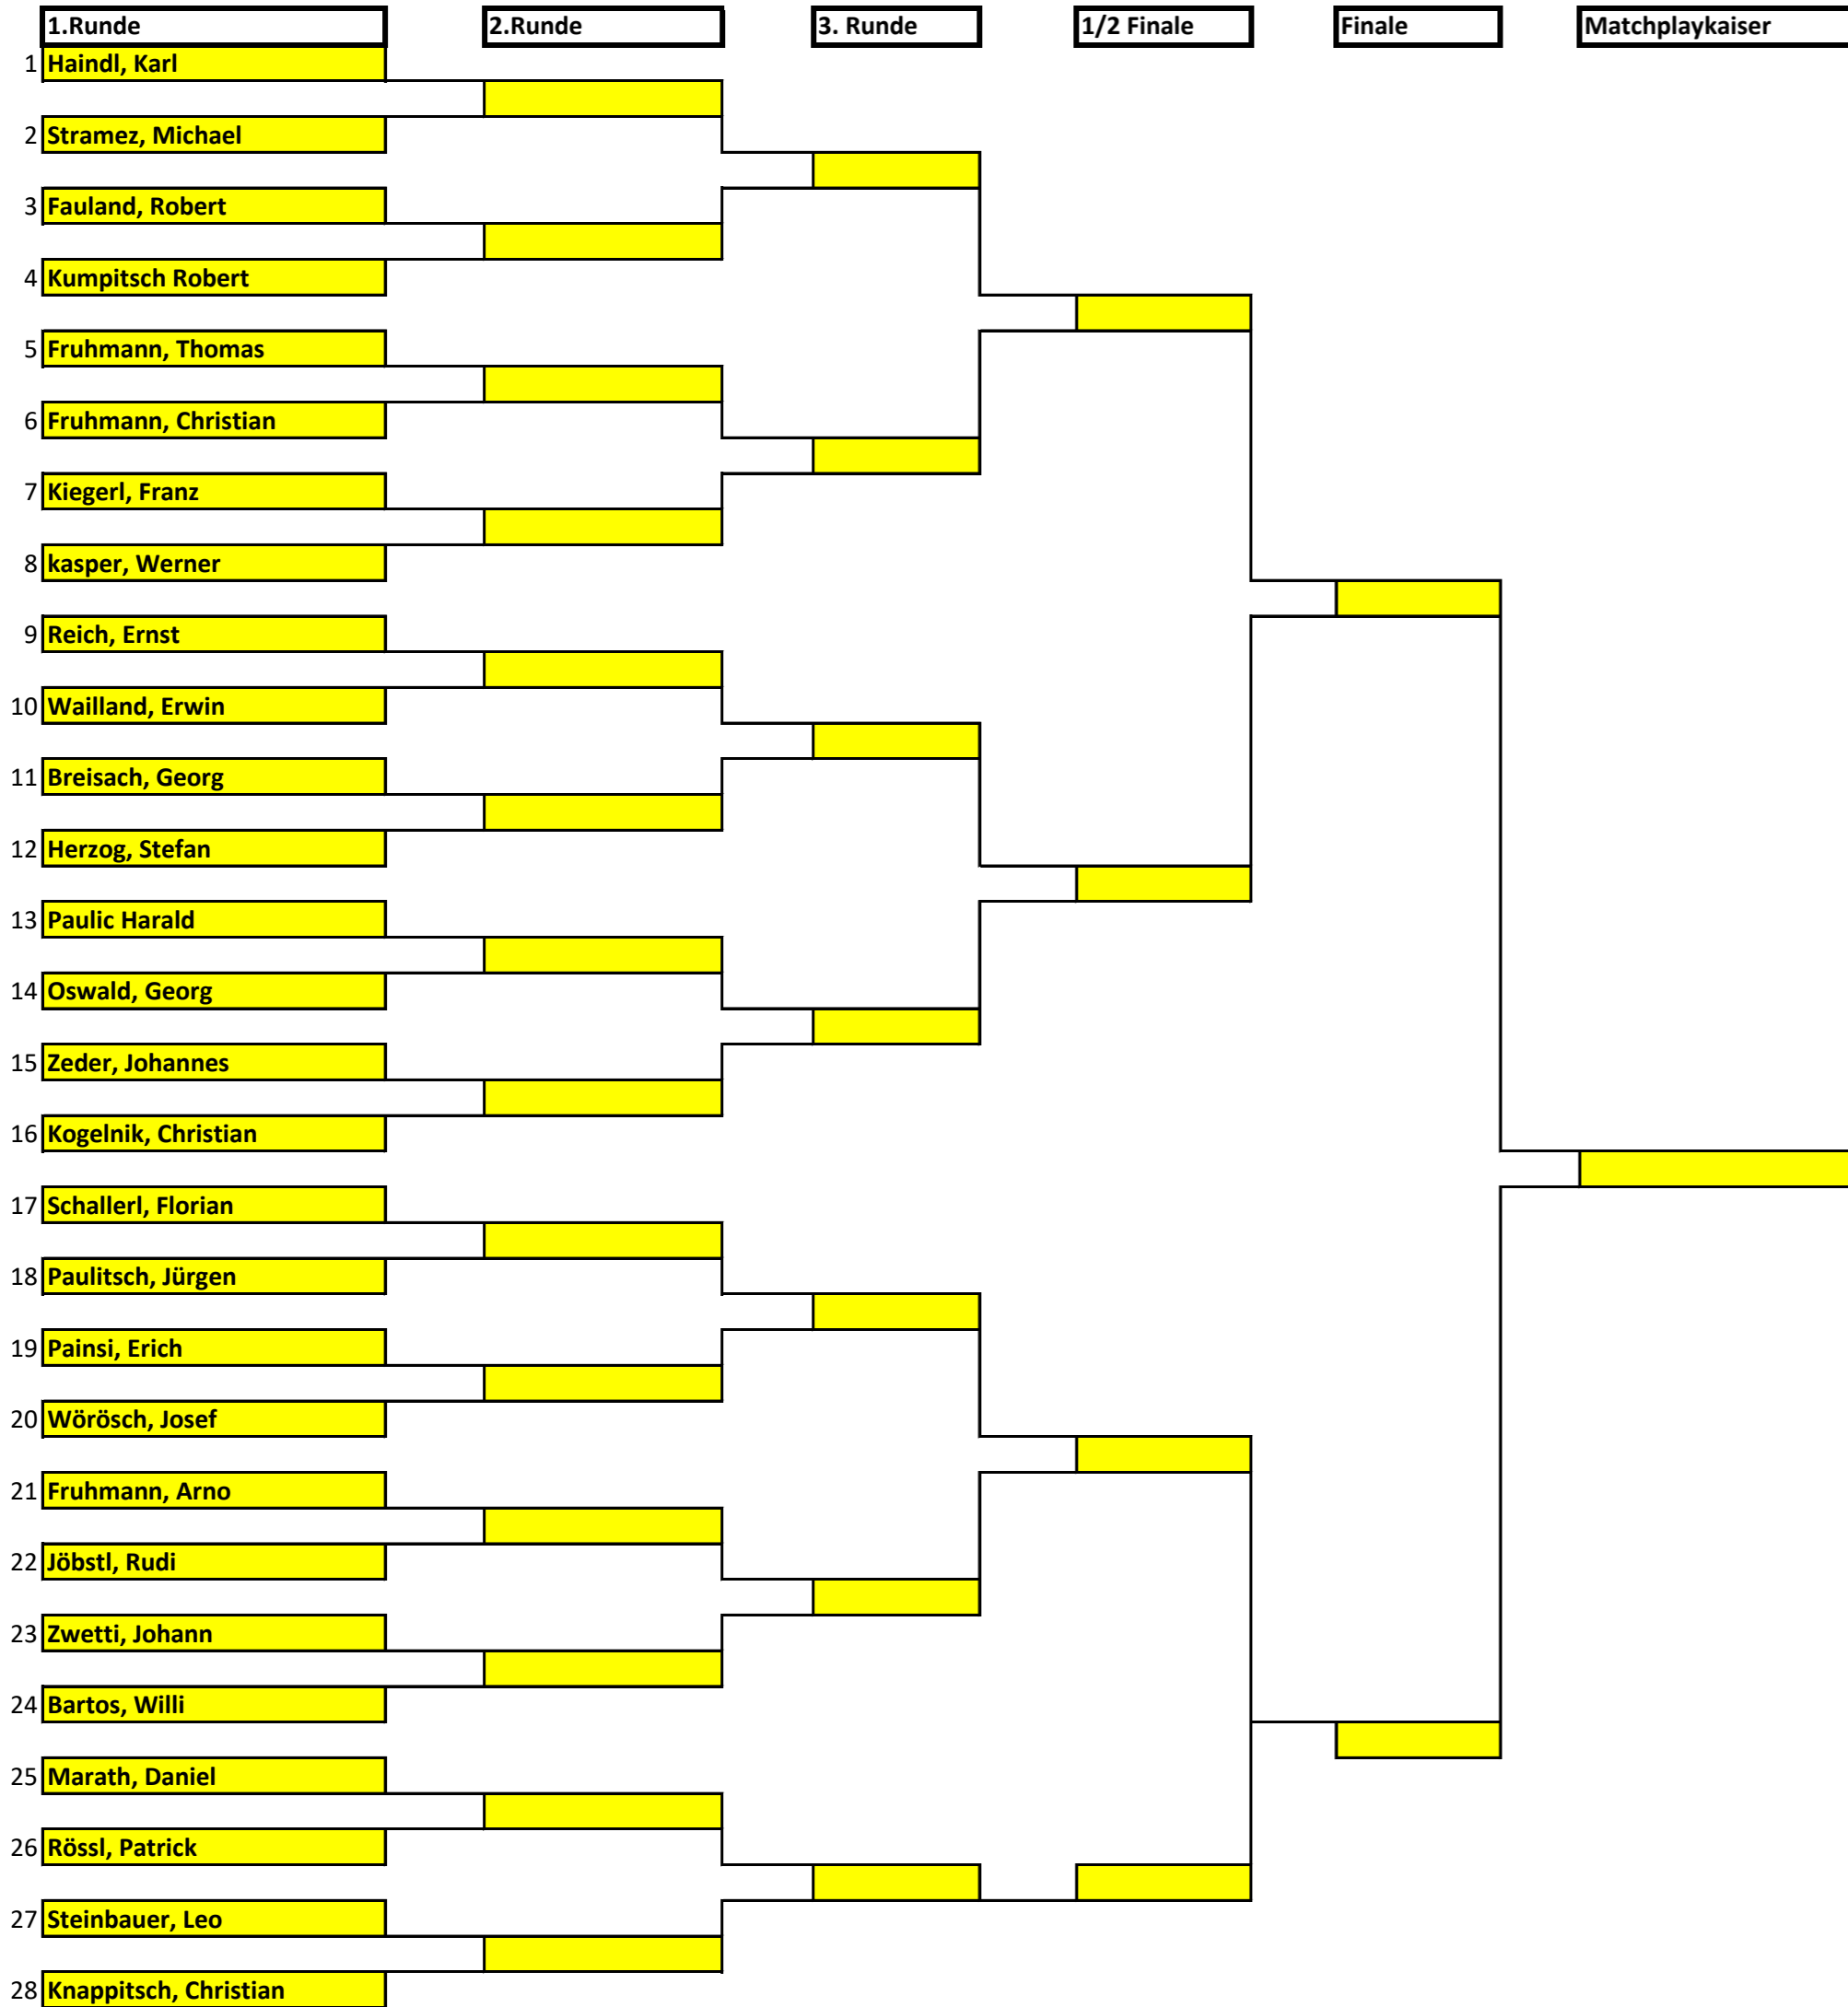 1.Runde 2.Runde 3. Runde 1/2 Finale Finale Matchplaykaiser
1 Haindl, Karl
2 Stramez, Michael
3 Fauland, Robert
4 Kumpitsch Robert
5 Fruhmann, Thomas
6 Fruhmann, Christian
7 Kiegerl, Franz
8 kasper, Werner
9 Reich, Ernst
10 Wailland, Erwin
11 Breisach, Georg
12 Herzog, Stefan
13 Paulic Harald
14 Oswald, Georg
15 Zeder, Johannes
16 Kogelnik, Christian
17 Schallerl, Florian
18 Paulitsch, Jürgen
19 Painsi, Erich
20 Wörösch, Josef
21 Fruhmann, Arno
22 Jöbstl, Rudi
23 Zwetti, Johann
24 Bartos, Willi
25 Marath, Daniel
26 Rössl, Patrick
27 Steinbauer, Leo
28 Knappitsch, Christian